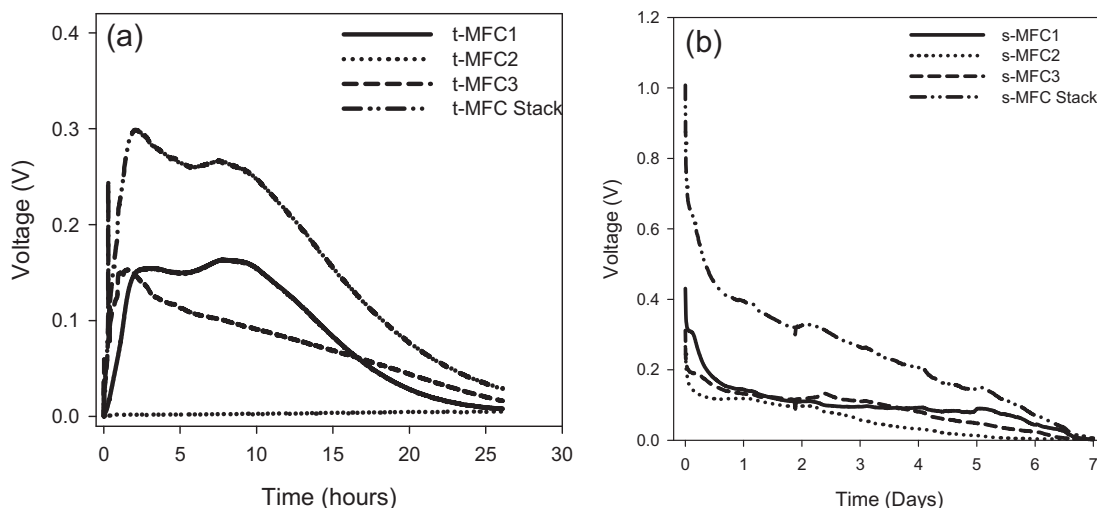 (a)
t-MFC1
t-MFC2
t-MFC3
t-MFC Stack
0.4
0.3
0.2
0.1
0.0
Voltage (V)
0 5 10 15 20 25 30
Time (hours)
(b)
s-MFC1
s-MFC2
s-MFC3
s-MFC Stack
1.2
1.0
0.8
0.6
0.4
0.2
0.0
Voltage (V)
0 1 2 3 4 5 6 7
Time (Days)